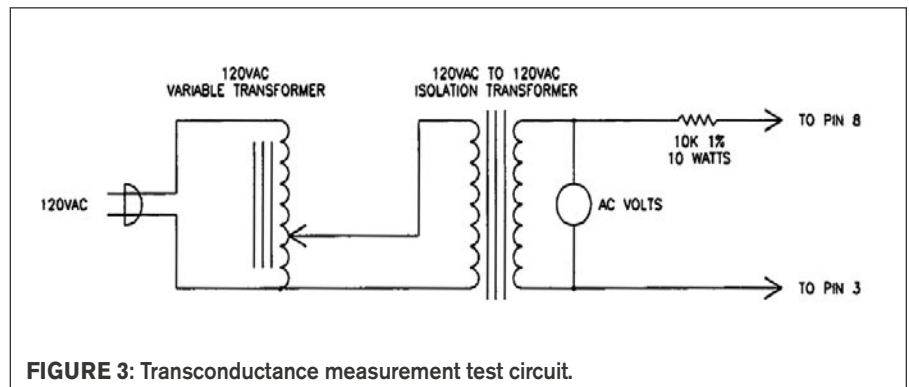 120VAC
VARIABLE TRANSFORMER
120VAC TO 120VAC
ISOLATION TRANSFORMER
TO PIN 8
10K 1%
10 WATTS
120VAC
AC VOLTS
TO PIN 3
FIGURE 3: Transconductance measurement test circuit.